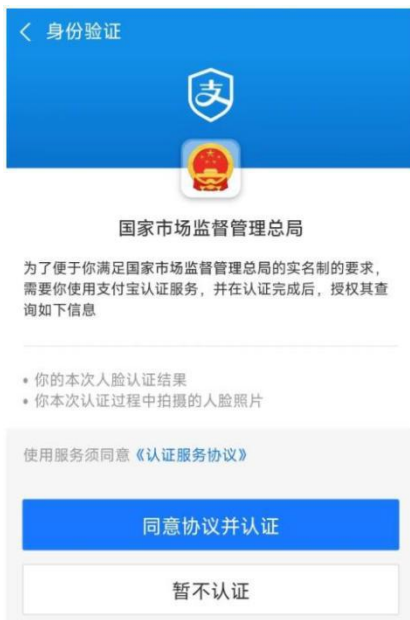 身份验证
支
国家市场监督管理总局
为了便于你满足国家市场监督管理总局的实名制的要求，
需要你使用支付宝认证服务，并在认证完成后，授权其查
询如下信息
• 你的本次人脸认证结果
• 你本次认证过程中拍摄的人脸照片
使用服务须同意《认证服务协议》
同意协议并认证
暂不认证